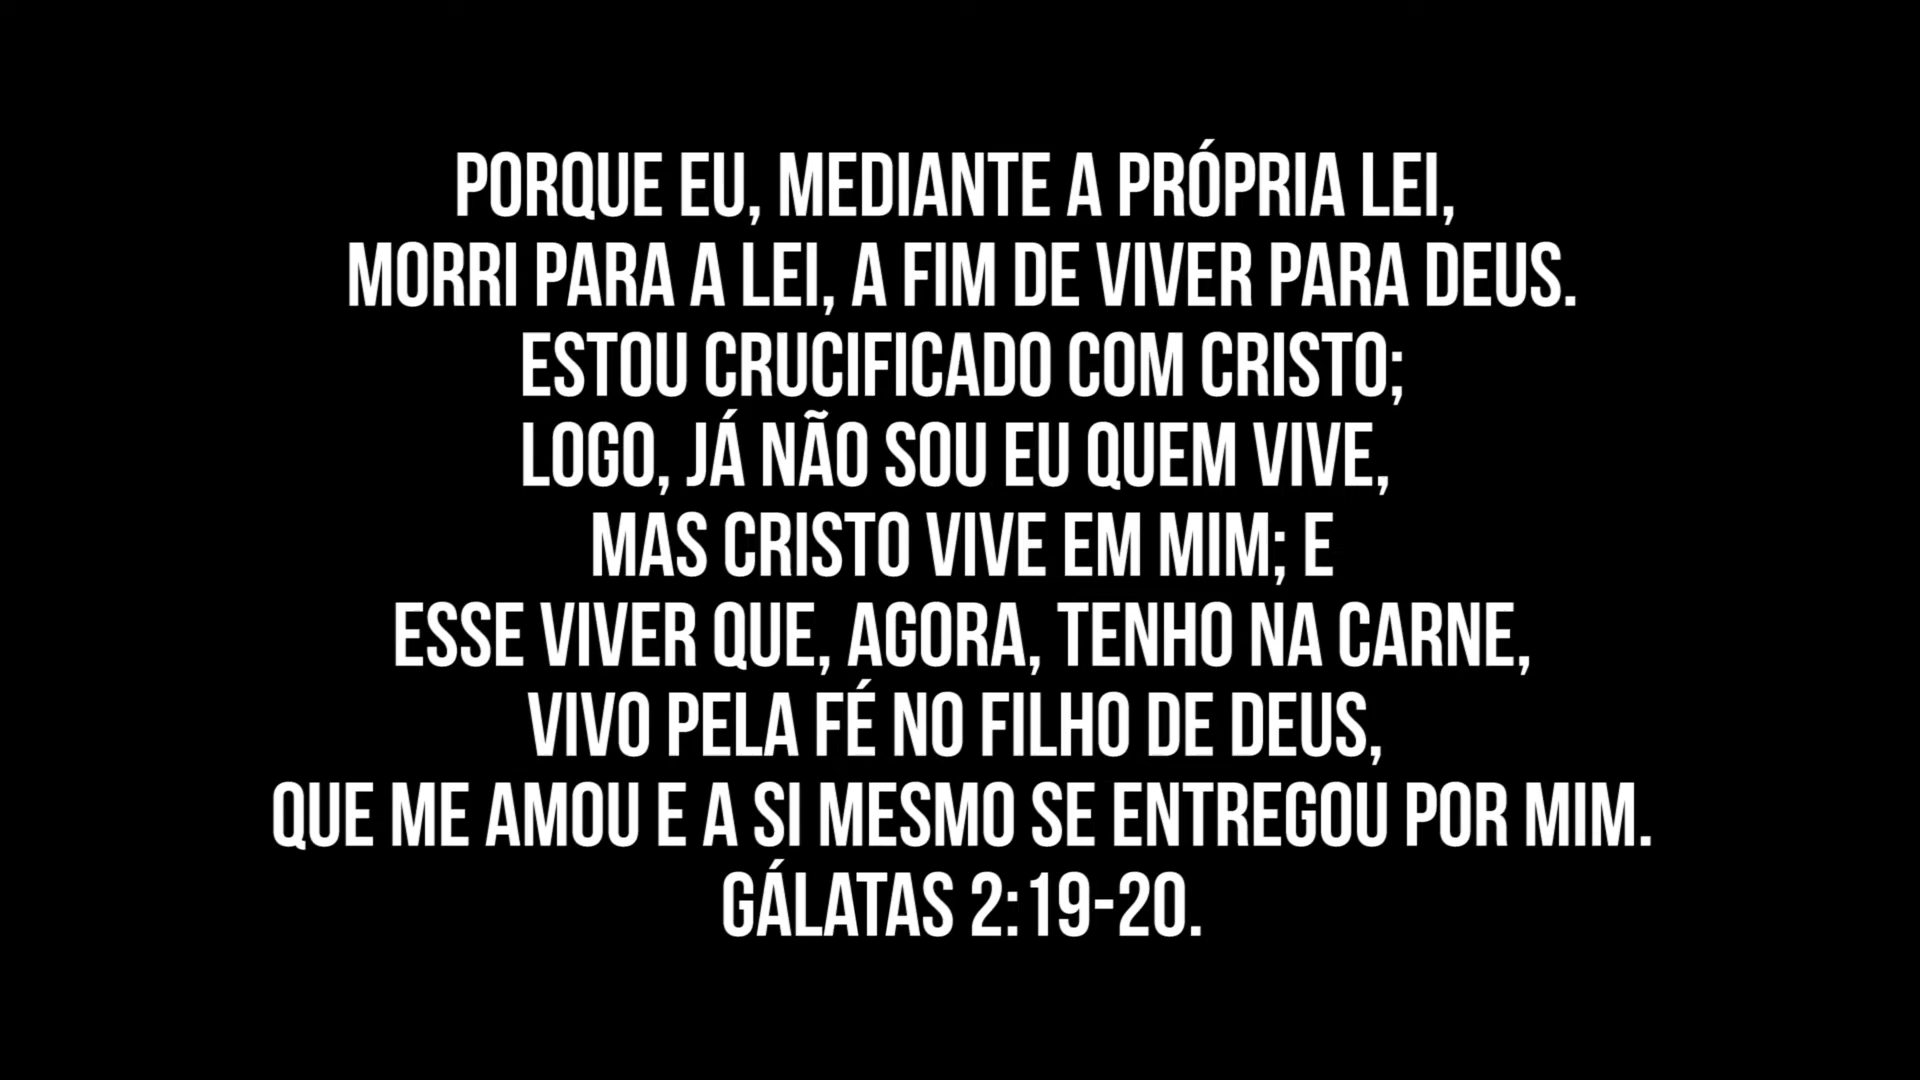 PORQUE EU, MEDIANTE A PRÓPRIA LEI,
MORRI PARA A LEI, A FIM DE VIVER PARA DEUS.
ESTOU CRUCIFICADO COM CRISTO;
LOGO, JÁ NÃO SOU EU QUEM VIVE,
MAS CRISTO VIVE EM MIM; E
ESSE VIVER QUE, AGORA, TENHO NA CARNE,
VIVO PELA FÉ NO FILHO DE DEUS,
QUE ME AMOU E A SI MESMO SE ENTREGOU POR MIM.
GÁLATAS 2:19-20.